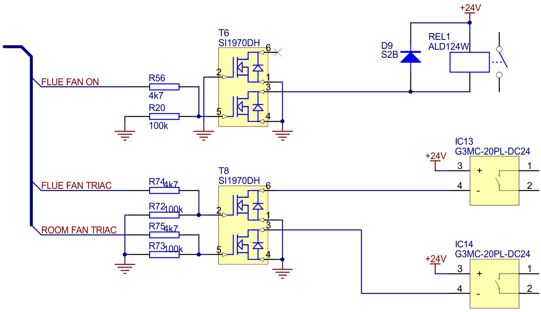 +24V
T6
SI1970DH
REL1
ALD124W
D9
S2B
6
FLUE FAN ON
R56
4k7
2
1
3
R20
100k
5
4
IC13
G3MC-20PL-DC24
+24V
3
+
1
4
-
2
T8
SI1970DH
FLUE FAN TRIAC
R74
4k7
6
R72
100k
2
1
ROOM FAN TRIAC
R75
4k7
3
R73
100k
5
4
IC14
G3MC-20PL-DC24
+24V
3
+
1
4
-
2